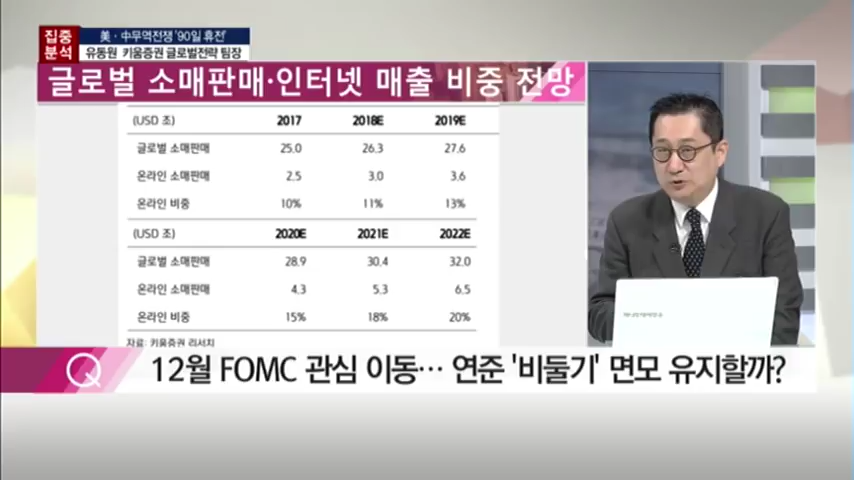 집중
분석
美·中무역전쟁 '90일 휴전'
유동원 키움증권 글로벌전략 팀장
글로벌 소매판매·인터넷 매출 비중 전망
(USD 조) 2017 2018E 2019E
글로벌 소매판매 25.0 26.3 27.6
온라인 소매판매 2.5 3.0 3.6
온라인 비중 10% 11% 13%
(USD 조) 2020E 2021E 2022E
글로벌 소매판매 28.9 30.4 32.0
온라인 소매판매 4.3 5.3 6.5
온라인 비중 15% 18% 20%
자료: 키움증권 리서치
Q 12월 FOMC 관심 이동… 연준 '비둘기' 면모 유지할까?